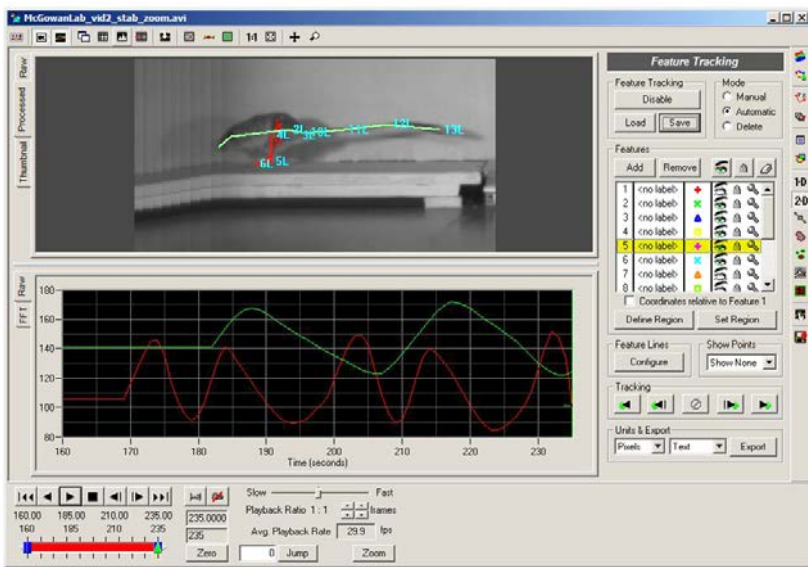 McGowanLab_vid2_stab_zoom.avi
1:1
Raw
Processed
Thumbnail
4L 2L 3L 10L 11L 12L 13L
6L 5L
Raw
FFT
180
160
140
120
100
80
160 170 180 190 200 210 220 230
Time (seconds)
Feature Tracking
Feature Tracking
Disable
Load Save
Mode
Manual
Automatic
Delete
Features
Add Remove
1 <no label>
2 <no label>
3 <no label>
4 <no label>
5 <no label>
6 <no label>
7 <no label>
8 <no label>
Coordinates relative to Feature 1
Define Region Set Region
Feature Lines
Configure
Show Points
Show None
Tracking
Units & Export
Pixels Text Export
1-D
2-D
160.00 185.00 210.00 235.00
160 185 210 235
235.0000
235
Zero
Slow Fast
Playback Ratio 1 : 1 frames
Avg. Playback Rate 29.9 fps
0 Jump Zoom